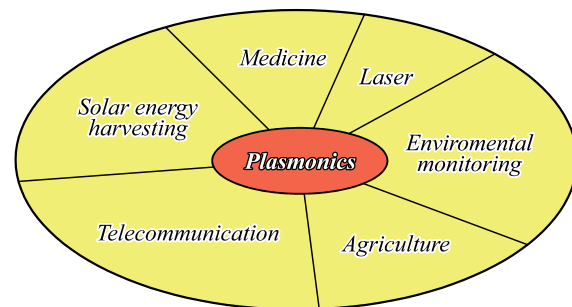 Medicine
Laser
Solar energy
harvesting
Enviromental
monitoring
Plasmonics
Telecommunication
Agriculture